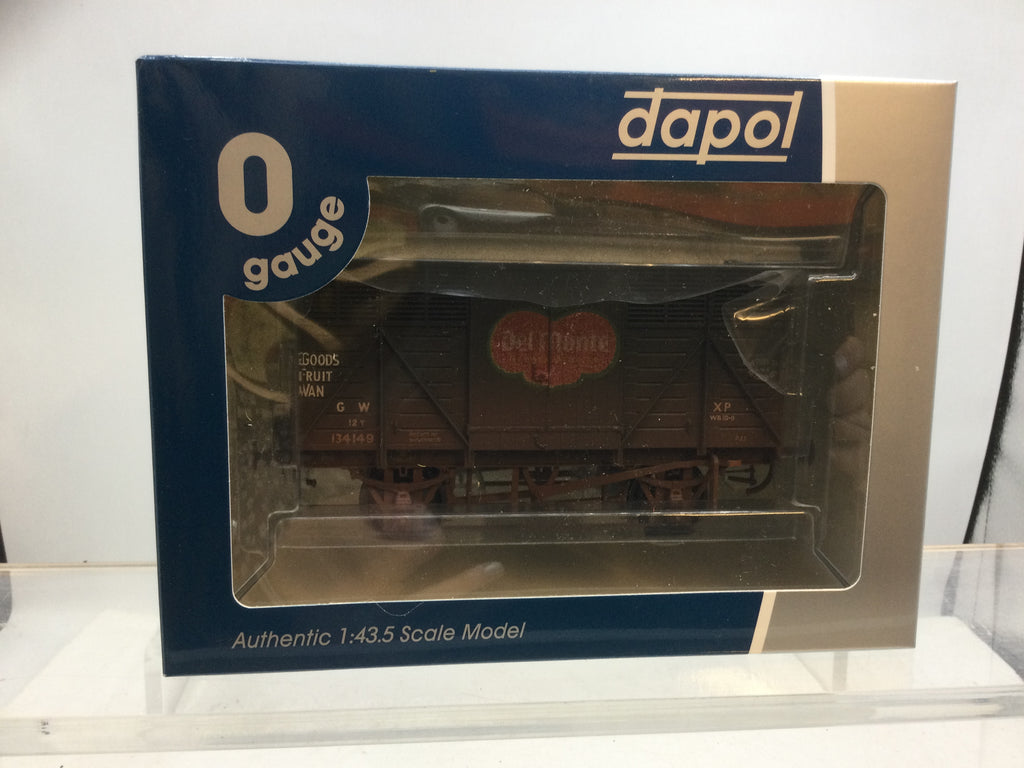 dapol
0
gauge
Del Monte
GOODS
FRUIT
VAN
G W
12T
134149
XP
Authentic 1:43.5 Scale Model